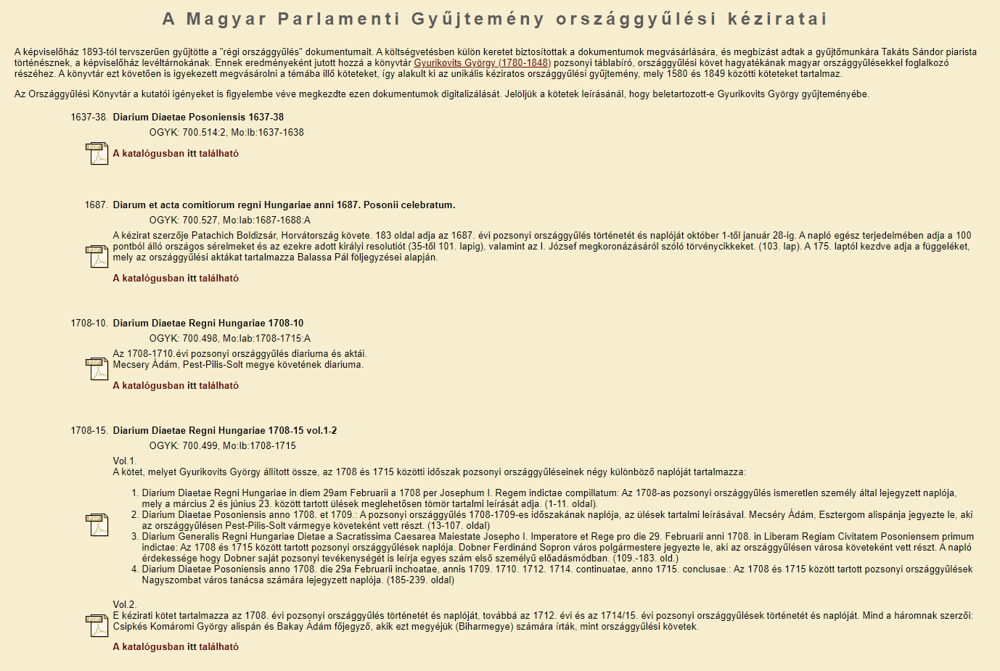 A Magyar Parlamenti Gyűjtemény országgyűlési kéziratai
A képviselőház 1893-tól tervszerűen gyűjtötte a "régi országgyűlés" dokumentumait. A költségvetésben külön keretet biztosítottak a dokumentumok megvásárlására, és megbízást adtak a gyűjtőmunkára Takáts Sándor piarista
történésznek, a képviselőház levéltárnokának. Ennek eredményeként jutott hozzá a könyvtár Gyurikovits György (1780-1848) pozsonyi táblabíró, országgyűlési követ hagyatékának magyar országgyűlésekkel foglalkozó
részéhez. A könyvtár ezt követően is igyekezett megvásárolni a témába illő köteteket, így alakult ki az unikális kéziratos országgyűlési gyűjtemény, mely 1580 és 1849 közötti köteteket tartalmaz.
Az Országgyűlési Könyvtár a kutatói igényeket is figyelembe véve megkezdte ezen dokumentumok digitalizálását. Jelöljük a kötetek leírásánál, hogy beletartozott-e Gyurikovits György gyűjteményébe.
1637-38. Diarium Diaetae Posoniensis 1637-38
OGYK: 700.514:2, Mo:Ib:1637-1638
PDF
A katalógusban itt található
1687. Diarum et acta comitiorum regni Hungariae anni 1687. Posonii celebratum.
OGYK: 700.527, Mo:Iab:1687-1688:A
A kézirat szerzője Patachich Boldizsár, Horvátország követe. 183 oldal adja az 1687. évi pozsonyi országgyűlés történetét és naplóját október 1-től január 28-ig. A napló egész terjedelmében adja a 100
pontból álló országos sérelmeket és az ezekre adott királyi resolutiót (35-től 101. lapig), valamint az I. József megkoronázásáról szóló törvénycikkeket. (103. lap). A 175. laptól kezdve adja a függeléket,
mely az országgyűlési aktákat tartalmazza Balassa Pál följegyzései alapján.
PDF
A katalógusban itt található
1708-10. Diarium Diaetae Regni Hungariae 1708-10
OGYK: 700.498, Mo:Iab:1708-1715:A
Az 1708-1710.évi pozsonyi országgyűlés diariuma és aktái.
Mecsery Ádám, Pest-Pilis-Solt megye követének diariuma.
PDF
A katalógusban itt található
1708-15. Diarium Diaetae Regni Hungariae 1708-15 vol.1-2
OGYK: 700.499, Mo:Ib:1708-1715
Vol.1.
A kötet, melyet Gyurikovits György állított össze, az 1708 és 1715 közötti időszak pozsonyi országgyűléseinek négy különböző naplóját tartalmazza:
1. Diarium Diaetae Regni Hungariae in diem 29am Februarii a 1708 per Josephum I. Regem indictae compillatum: Az 1708-as pozsonyi országgyűlés ismeretlen személy által lejegyzett naplója,
mely a március 2 és június 23. között tartott ülések meglehetősen tömör tartalmi leírását adja. (1-11. oldal).
2. Diarium Diaetae Posoniensis anno 1708. et 1709.: A pozsonyi országgyűlés 1708-1709-es időszakának naplója, az ülések tartalmi leírásával. Mecséry Ádám, Esztergom alispánja jegyezte le, aki
az országgyűlésen Pest-Pilis-Solt vármegye követeként vett részt. (13-107. oldal)
PDF
3. Diarium Generalis Regni Hungariae Dietae a Sacratissima Caesarea Maiestate Josepho I. Imperatore et Rege pro die 29. Februarii anni 1708. in Liberam Regiam Civitatem Posoniensem primum
indictae: Az 1708 és 1715 között tartott pozsonyi országgyűlések naplója. Dobner Ferdinánd Sopron város polgármestere jegyezte le, aki az országgyűlésen városa követeként vett részt. A napló
érdekessége hogy Dobner saját pozsonyi tevékenységét is leírja egyes szám első személyű előadásmódban. (109.-183. old.)
4. Diarium Diaetae Posoniensis anno 1708. die 29a Februarii inchoatae, annis 1709. 1710. 1712. 1714. continuatae, anno 1715. conclusae.: Az 1708 és 1715 között tartott pozsonyi országgyűlések
Nagyszombat város tanácsa számára lejegyzett naplója. (185-239. oldal)
Vol.2.
E kézirati kötet tartalmazza az 1708. évi pozsonyi országgyűlés történetét és naplóját, továbbá az 1712. évi és az 1714/15. évi pozsonyi országgyűlések történetét és naplóját. Mind a háromnak szerzői:
PDF
Csipkés Komáromi György alispán és Bakay Ádám főjegyző, akik ezt megyéjük (Biharmegye) számára írták, mint országgyűlési követek.
A katalógusban itt található